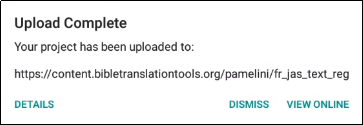 Upload Complete
Your project has been uploaded to:
https://content.bibletranslationtools.org/pamelini/fr_jas_text_reg
DETAILS DISMISS VIEW ONLINE